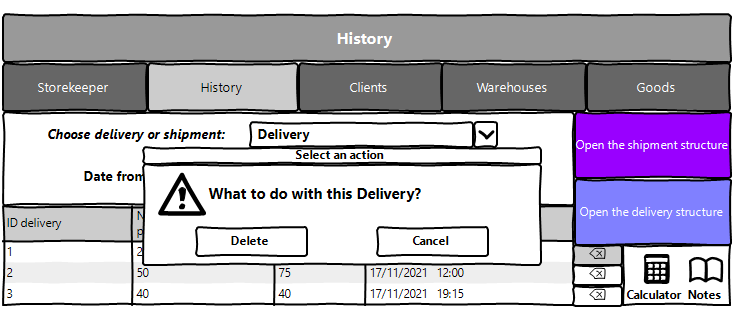 History
Storekeeper History Clients Warehouses Goods
Choose delivery or shipment: Delivery
Open the shipment structure
Select an action
Date from
What to do with this Delivery?
Open the delivery structure
ID delivery
Delete Cancel
1
2 50 75 17/11/2021 12:00
3 40 40 17/11/2021 19:15
Calculator Notes